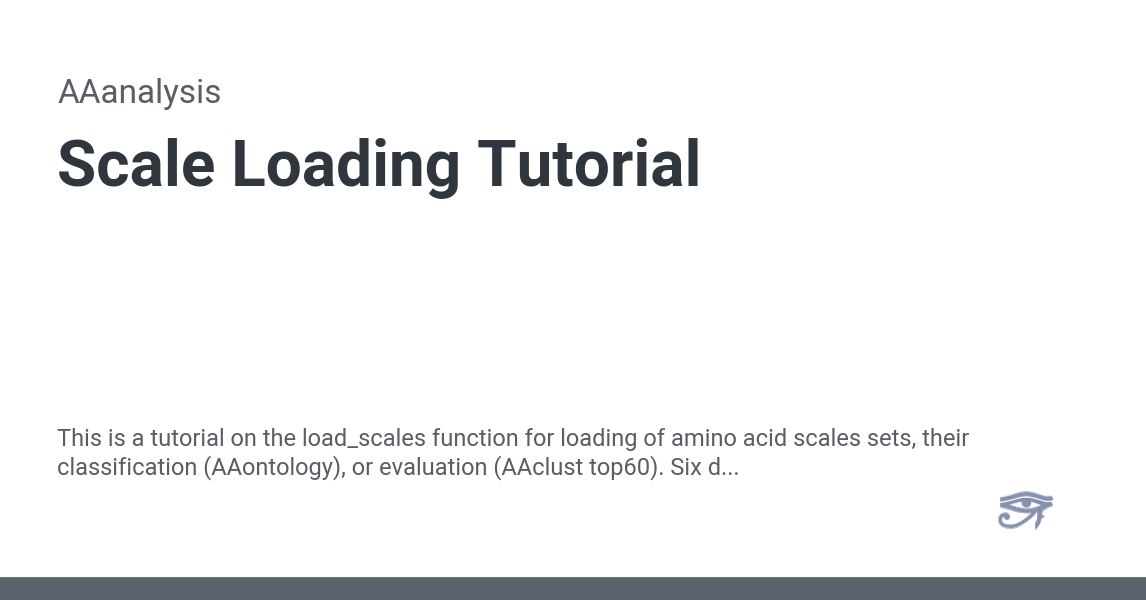 AAanalysis
Scale Loading Tutorial
This is a tutorial on the load_scales function for loading of amino acid scales sets, their
classification (AAontology), or evaluation (AAclust top60). Six d...